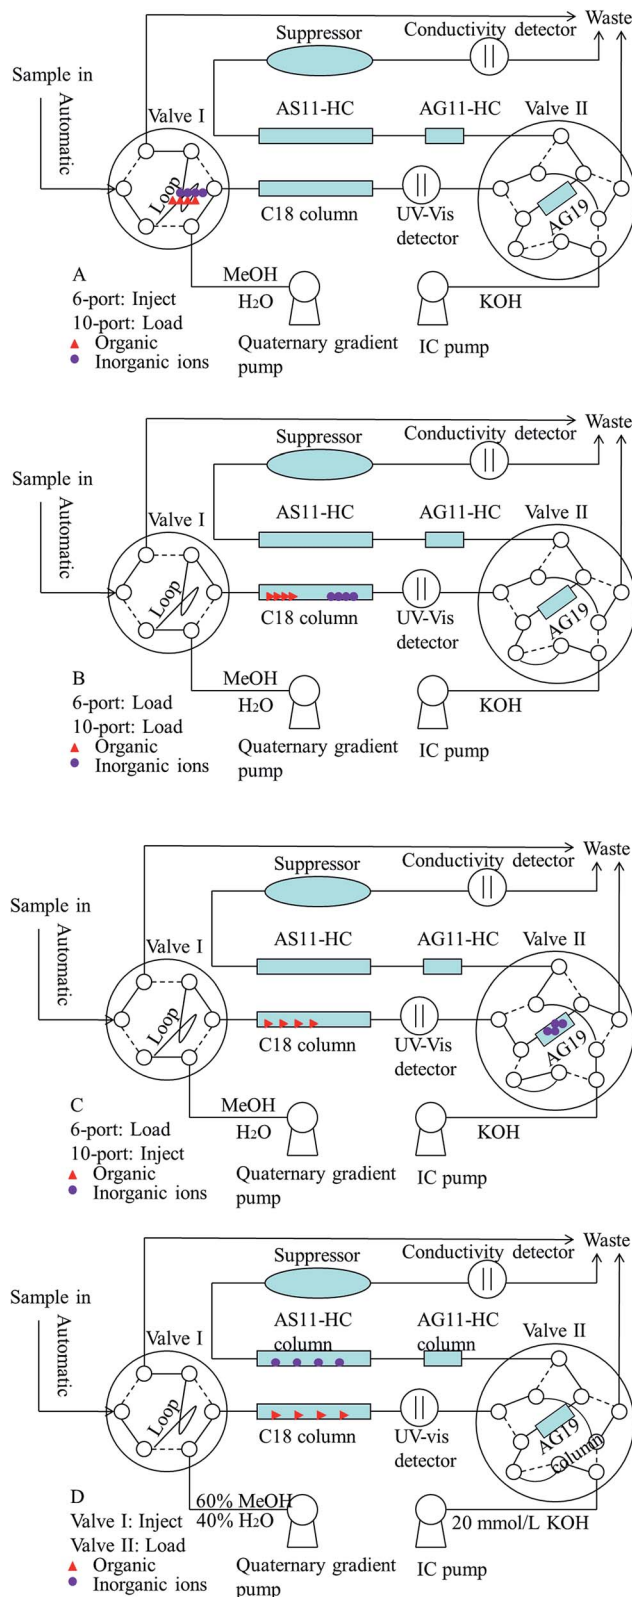 Waste
Suppressor
Conductivity detector
Sample in
Automatic
Valve I
AS11-HC
AG11-HC
Valve II
Loop
AG19
C18 column
UV-Vis
detector
A
6-port: Inject
10-port: Load
Organic
Inorganic ions
MeOH
H2O
Quaternary gradient
pump
KOH
IC pump
Waste
Suppressor
Conductivity detector
Sample in
Automatic
Valve I
AS11-HC
AG11-HC
Valve II
Loop
AG19
C18 column
UV-Vis
detector
B
6-port: Load
10-port: Load
Organic
Inorganic ions
MeOH
H2O
Quaternary gradient
pump
KOH
IC pump
Waste
Suppressor
Conductivity detector
Sample in
Automatic
Valve I
AS11-HC
AG11-HC
Valve II
Loop
AG19
C18 column
UV-Vis
detector
C
6-port: Load
10-port: Inject
Organic
Inorganic ions
MeOH
H2O
Quaternary gradient
pump
KOH
IC pump
Waste
Suppressor
Conductivity detector
Sample in
Automatic
Valve I
AS11-HC
column
AG11-HC
column
Valve II
Loop
AG19
column
C18 column
UV-vis
detector
D
Valve I: Inject
Valve II: Load
Organic
Inorganic ions
60% MeOH
40% H2O
Quaternary gradient
pump
20 mmol/L KOH
IC pump